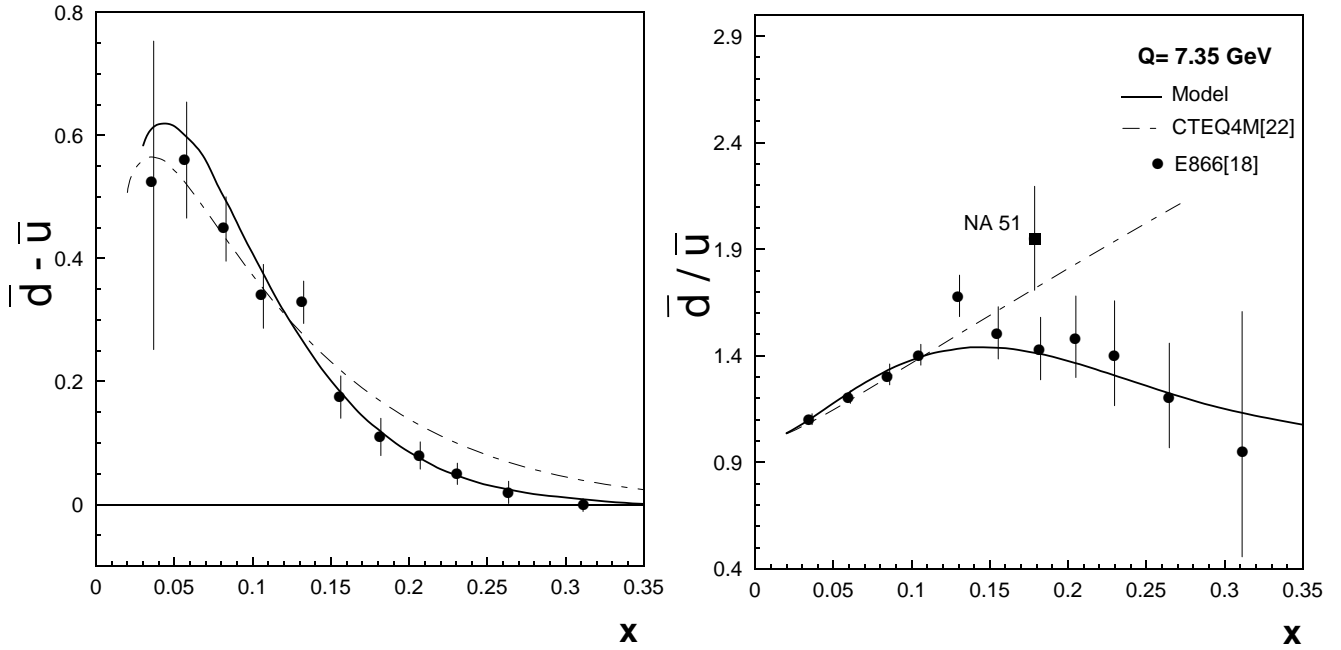 0.8
0.6
0.4
0.2
0
d̅ - u̅
0 0.05 0.1 0.15 0.2 0.25 0.3 0.35
x
2.9
2.4
1.9
1.4
0.9
0.4
d̅ / u̅
Q= 7.35 GeV
Model
CTEQ4M[22]
E866[18]
NA 51
0 0.05 0.1 0.15 0.2 0.25 0.3 0.35
x